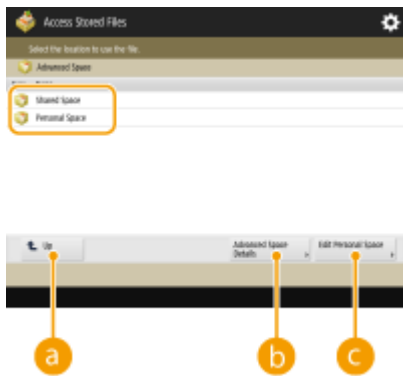 Access Stored Files
Select the location to use the file.
Advanced Space
Shared Space
Personal Space
Up
Advanced Space
Details
Edit Personal Space
a
b
c